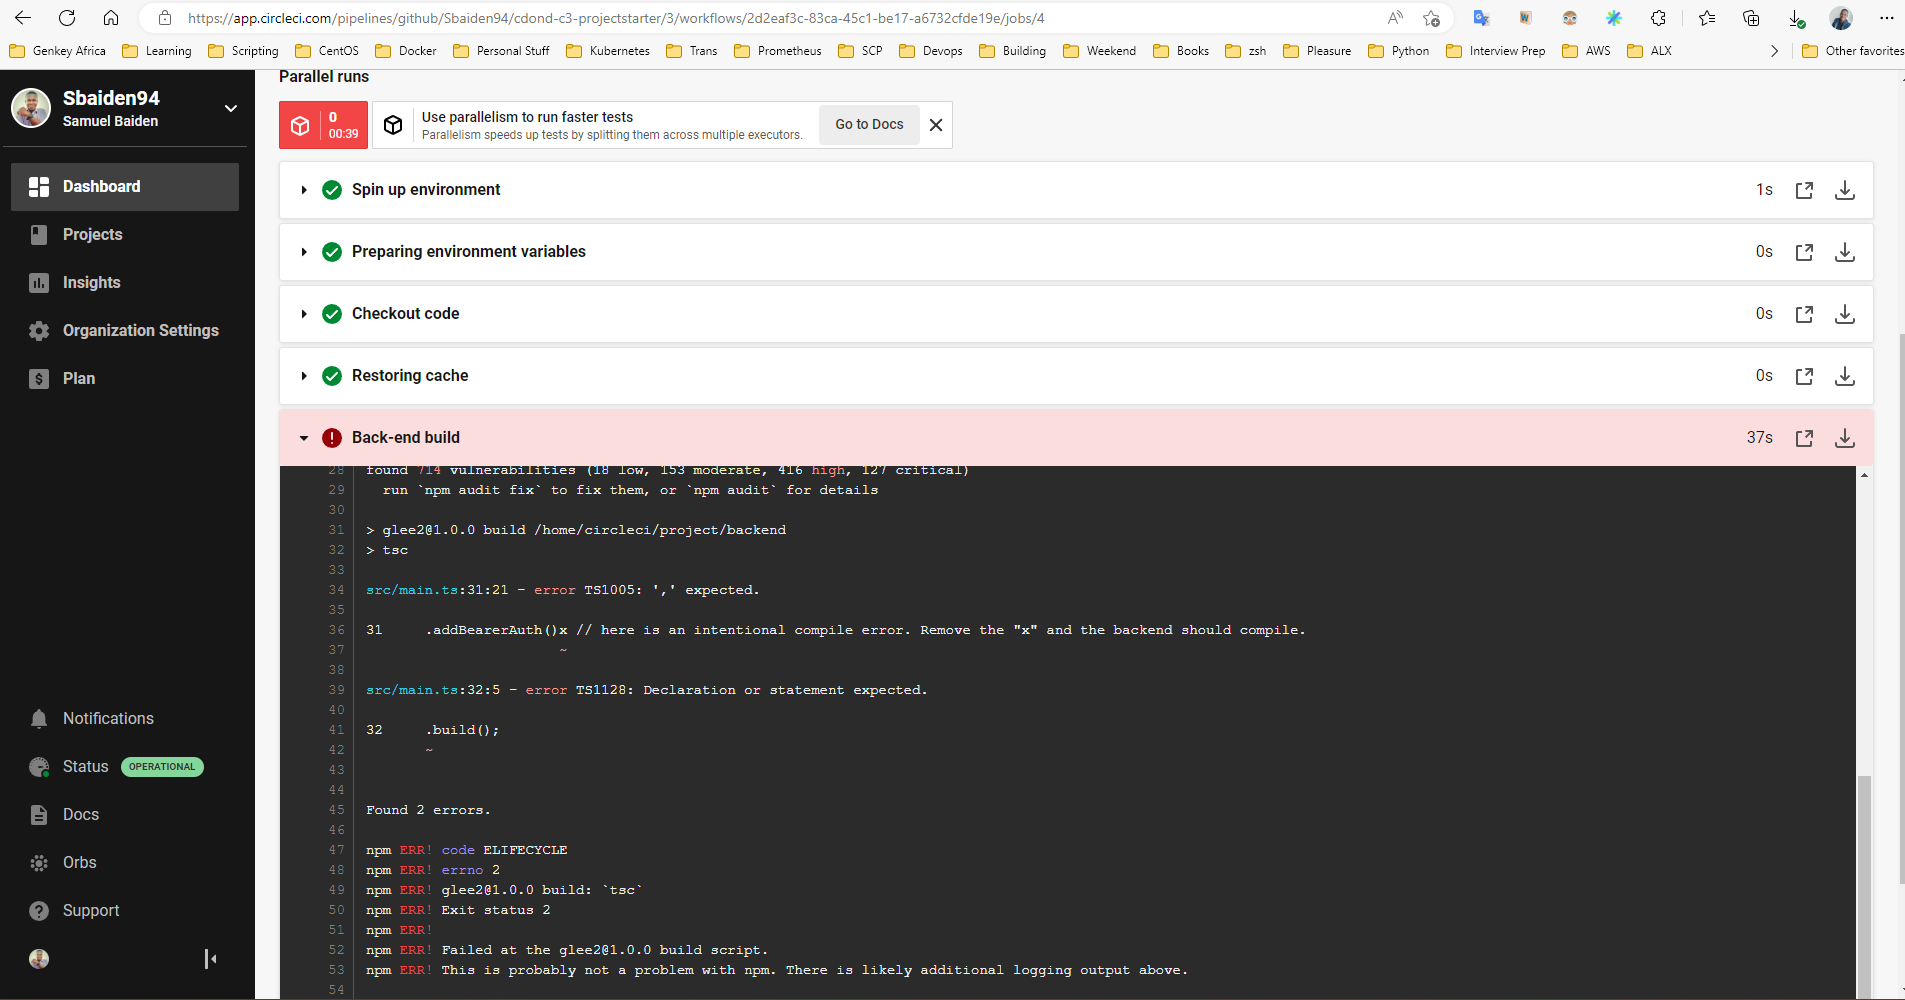 https://app.circleci.com/pipelines/github/Sbaiden94/cdond-c3-projectstarter/3/workflows/2d2eaf3c-83ca-45c1-be17-a6732cfde19e/jobs/4
Genkey Africa Learning Scripting CentOS Docker Personal Stuff Kubernetes Trans Prometheus SCP Devops Building Weekend Books zsh Pleasure Python Interview Prep AWS ALX Other favorites
Sbaiden94
Samuel Baiden
Dashboard
Projects
Insights
Organization Settings
Plan
Notifications
Status OPERATIONAL
Docs
Orbs
Support
Parallel runs
0
00:39
Use parallelism to run faster tests
Parallelism speeds up tests by splitting them across multiple executors.
Go to Docs
Spin up environment 1s
Preparing environment variables 0s
Checkout code 0s
Restoring cache 0s
Back-end build 37s
28 found 714 vulnerabilities (18 low, 153 moderate, 416 high, 127 critical)
29 run `npm audit fix` to fix them, or `npm audit` for details
30
31 > glee2@1.0.0 build /home/circleci/project/backend
32 > tsc
33
34 src/main.ts:31:21 - error TS1005: ',' expected.
35
36 31 .addBearerAuth()x // here is an intentional compile error. Remove the "x" and the backend should compile.
37 ~
38
39 src/main.ts:32:5 - error TS1128: Declaration or statement expected.
40
41 32 .build();
42 ~
43
44
45 Found 2 errors.
46
47 npm ERR! code ELIFECYCLE
48 npm ERR! errno 2
49 npm ERR! glee2@1.0.0 build: `tsc`
50 npm ERR! Exit status 2
51 npm ERR!
52 npm ERR! Failed at the glee2@1.0.0 build script.
53 npm ERR! This is probably not a problem with npm. There is likely additional logging output above.
54